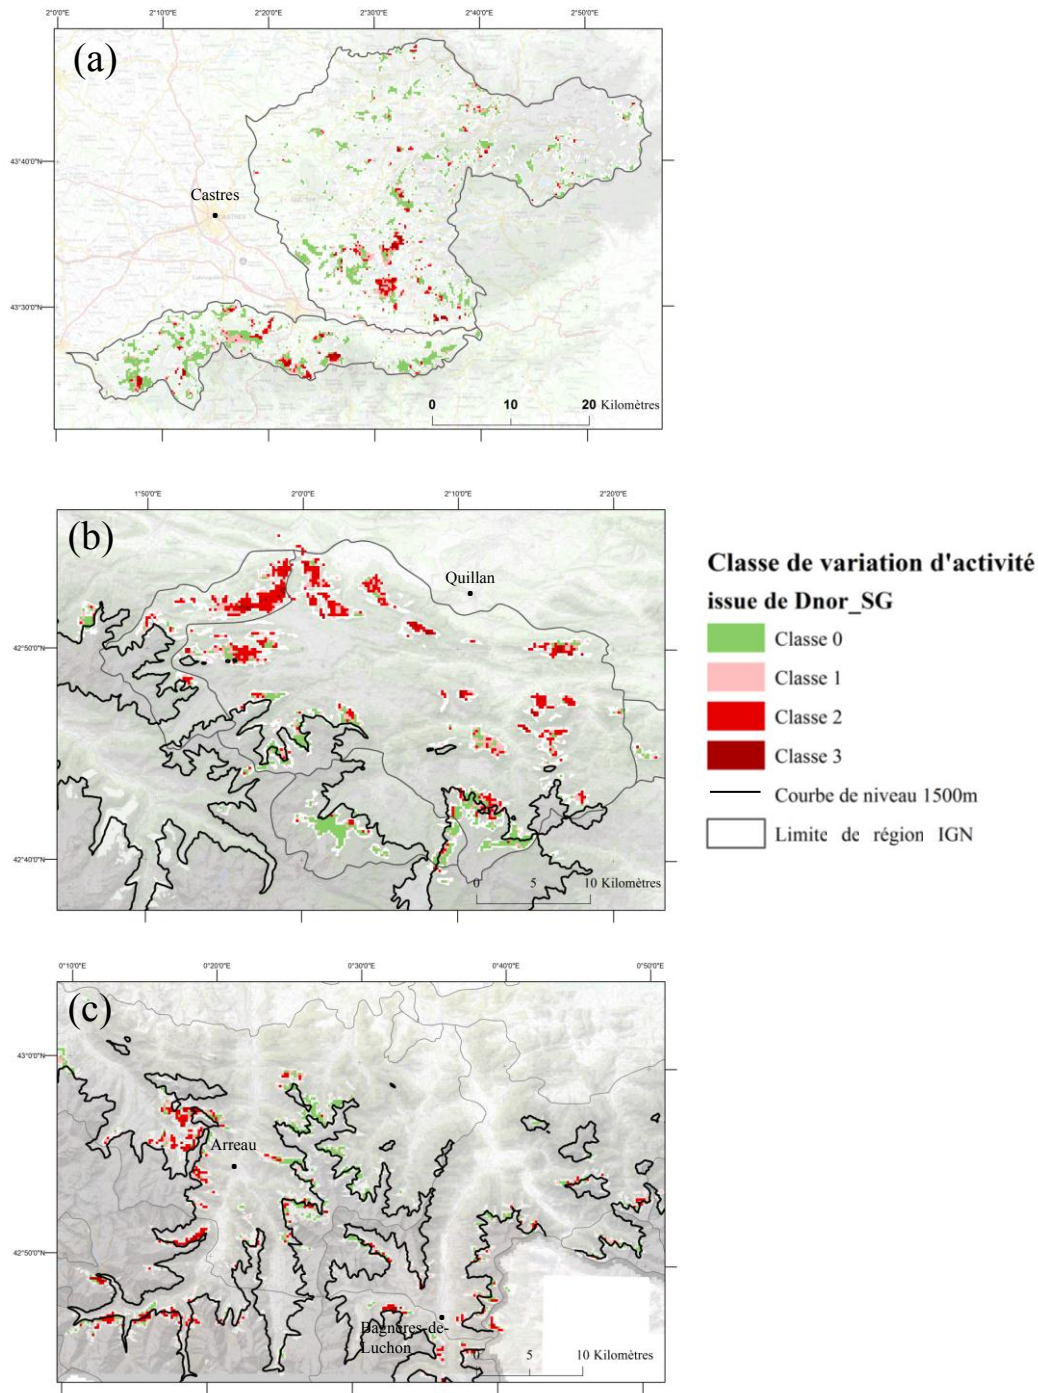 2°0'0"E 2°10'0"E 2°20'0"E 2°30'0"E 2°40'0"E 2°50'0"E
(a)
43°40'0"N
Castres
CASTRES
43°30'0"N
0 10 20 Kilomètres
1°50'0"E 2°0'0"E 2°10'0"E 2°20'0"E
(b)
Quillan
42°50'0"N
42°40'0"N
0 5 10 Kilomètres
Classe de variation d'activité
issue de Dnor_SG
Classe 0
Classe 1
Classe 2
Classe 3
Courbe de niveau 1500m
Limite de région IGN
0°10'0"E 0°20'0"E 0°30'0"E 0°40'0"E 0°50'0"E
(c)
43°0'0"N
Arreau
42°50'0"N
Bagnères-de-
Luchon
0 5 10 Kilomètres